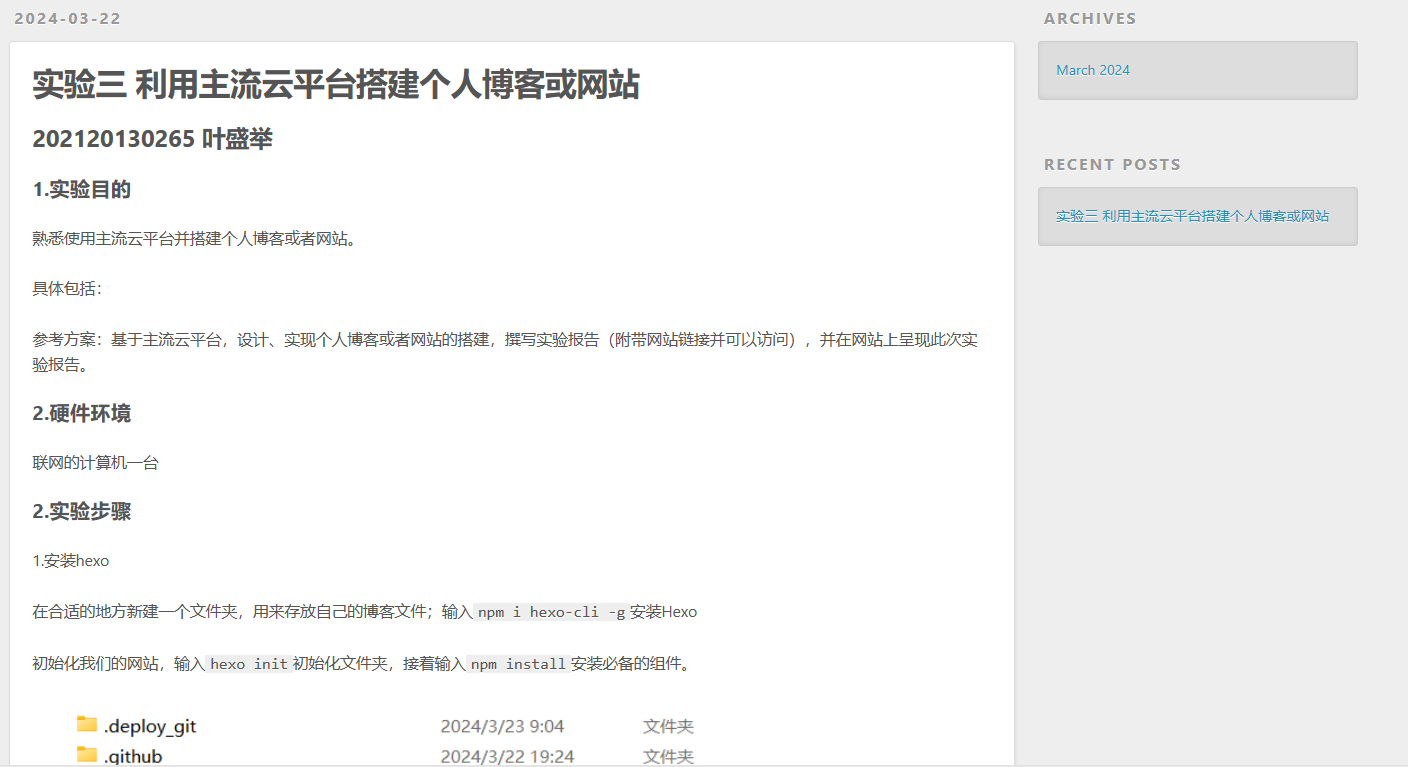 2024-03-22
实验三 利用主流云平台搭建个人博客或网站
202120130265 叶盛举
1.实验目的
熟悉使用主流云平台并搭建个人博客或者网站。
具体包括：
参考方案：基于主流云平台，设计、实现个人博客或者网站的搭建，撰写实验报告（附带网站链接并可以访问），并在网站上呈现此次实
验报告。
2.硬件环境
联网的计算机一台
2.实验步骤
1.安装hexo
在合适的地方新建一个文件夹，用来存放自己的博客文件；输入 npm i hexo-cli -g 安装Hexo
初始化我们的网站，输入 hexo init 初始化文件夹，接着输入 npm install 安装必备的组件。
.deploy_git 2024/3/23 9:04 文件夹
.github 2024/3/22 19:24 文件夹
ARCHIVES
March 2024
RECENT POSTS
实验三 利用主流云平台搭建个人博客或网站